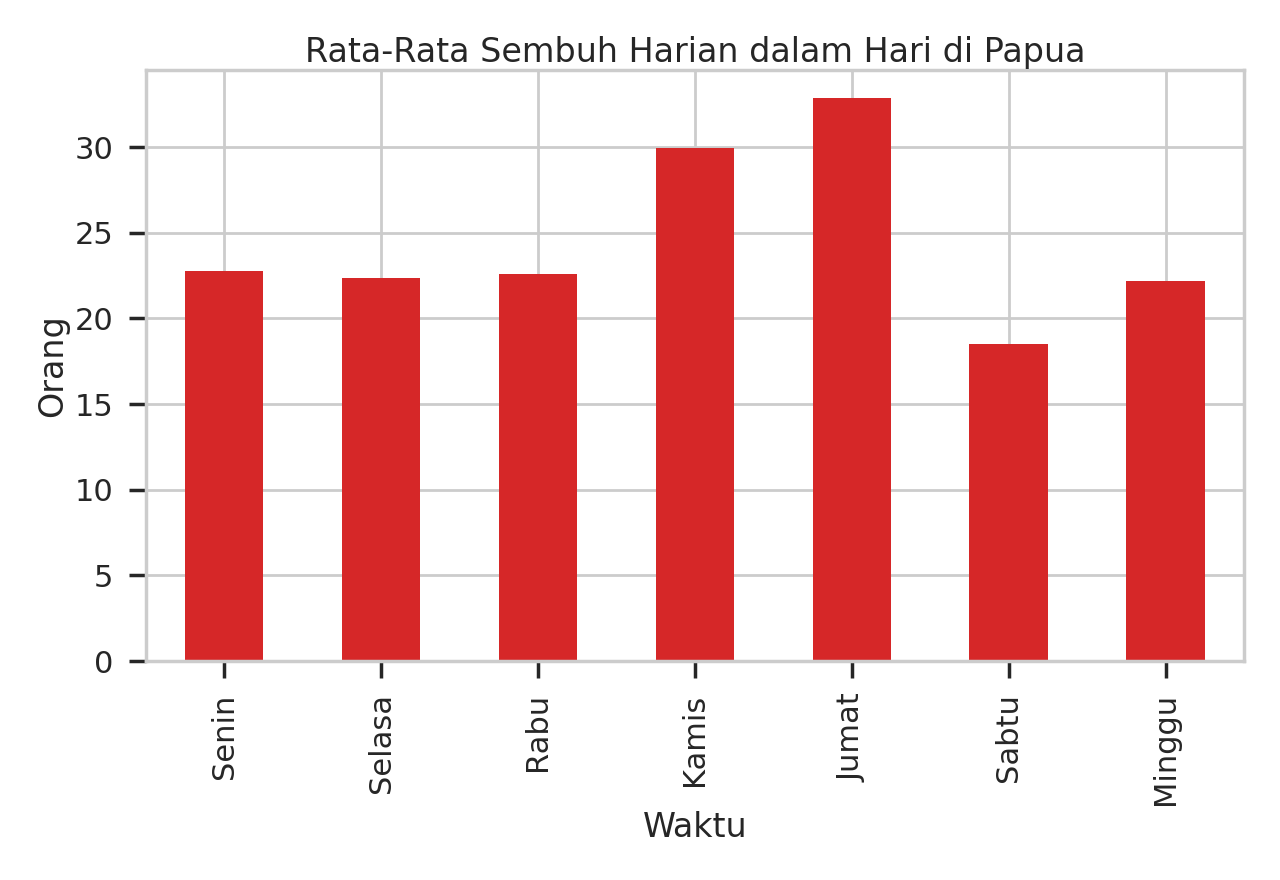 Rata-Rata Sembuh Harian dalam Hari di Papua
Orang
30
25
20
15
10
5
0
Senin
Selasa
Rabu
Kamis
Jumat
Sabtu
Minggu
Waktu